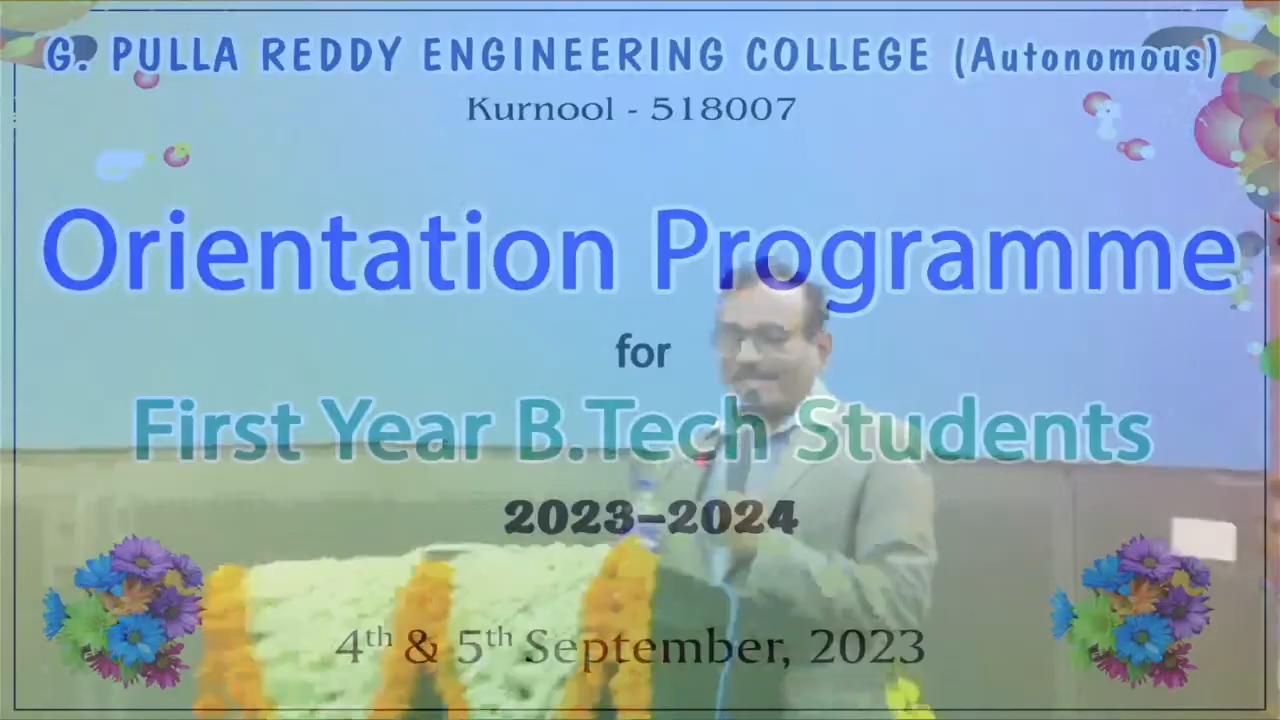 G. PULLA REDDY ENGINEERING COLLEGE (Autonomous)
Kurnool - 518007
Orientation Programme
for
First Year B.Tech Students
2023-2024
4th & 5th September, 2023